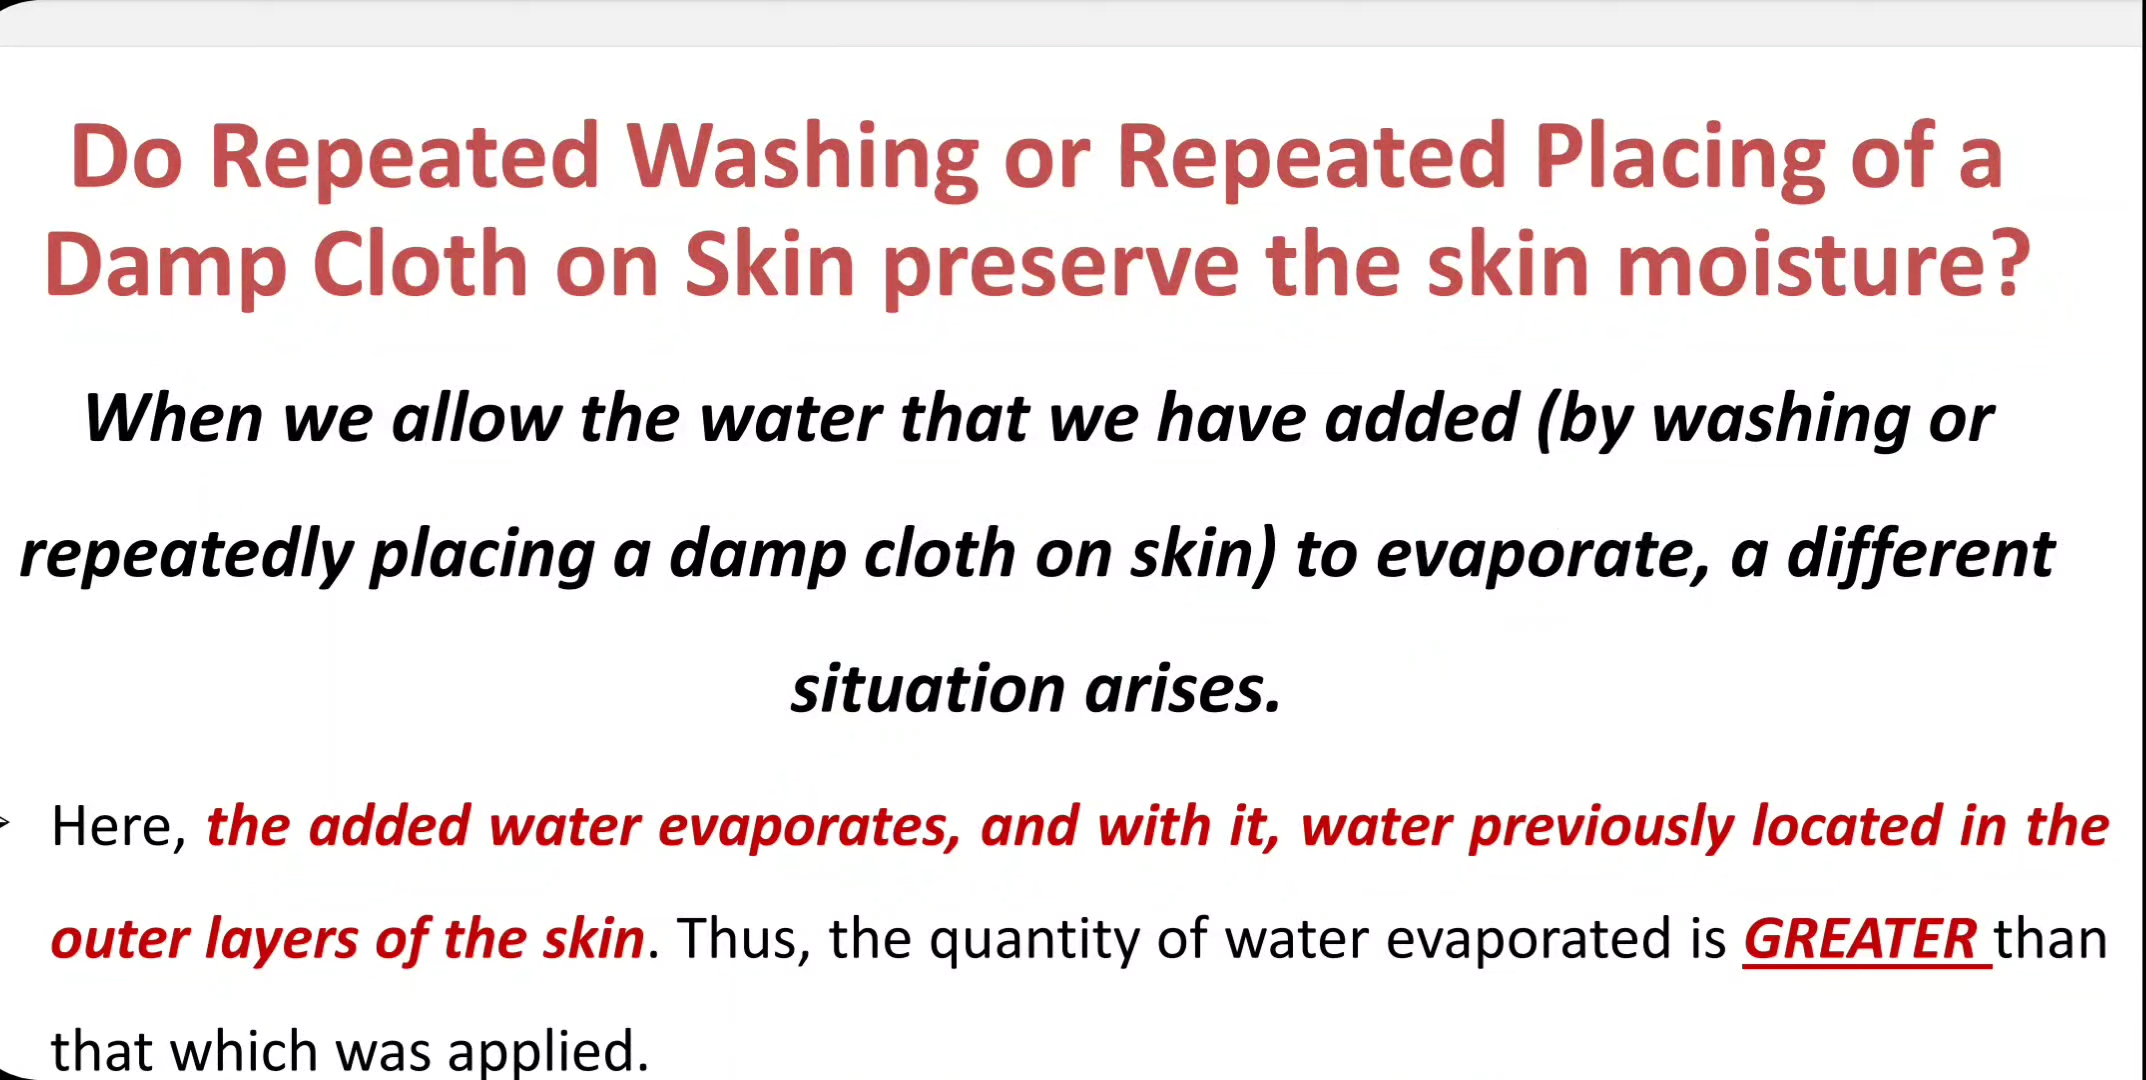 Do Repeated Washing or Repeated Placing of a
Damp Cloth on Skin preserve the skin moisture?
When we allow the water that we have added (by washing or
repeatedly placing a damp cloth on skin) to evaporate, a different
situation arises.
Here, the added water evaporates, and with it, water previously located in the
outer layers of the skin. Thus, the quantity of water evaporated is GREATER than
that which was applied.